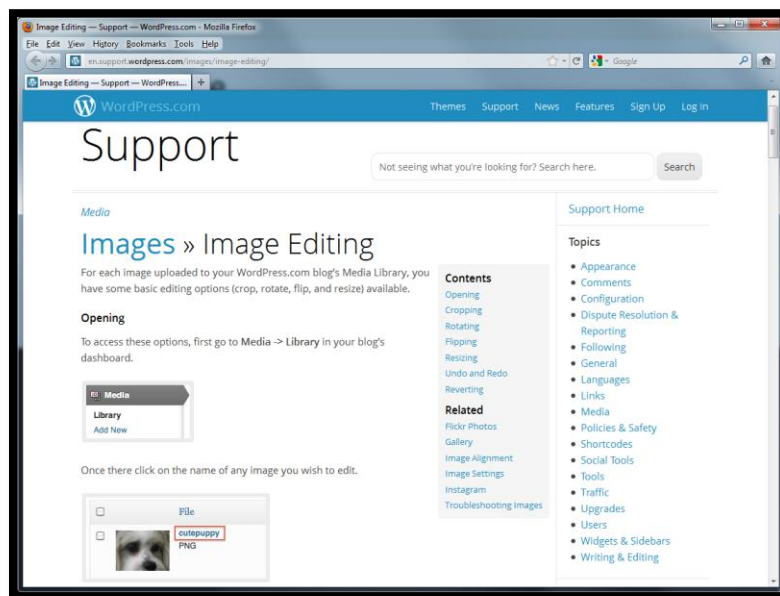 Image Editing — Support — WordPress.com - Mozilla Firefox
File Edit View History Bookmarks Tools Help
en.support.wordpress.com/images/image-editing/
Google
Image Editing — Support — WordPress....
WordPress.com
Themes Support News Features Sign Up Log In
Support
Not seeing what you're looking for? Search here.
Search
Media
Images » Image Editing
For each image uploaded to your WordPress.com blog's Media Library, you
have some basic editing options (crop, rotate, flip, and resize) available.
Opening
To access these options, first go to Media -> Library in your blog's
dashboard.
Media
Library
Add New
Once there click on the name of any image you wish to edit.
File
cutepuppy
PNG
Contents
Opening
Cropping
Rotating
Flipping
Resizing
Undo and Redo
Reverting
Related
Flickr Photos
Gallery
Image Alignment
Image Settings
Instagram
Troubleshooting Images
Support Home
Topics
Appearance
Comments
Configuration
Dispute Resolution &
Reporting
Following
General
Languages
Links
Media
Policies & Safety
Shortcodes
Social Tools
Tools
Traffic
Upgrades
Users
Widgets & Sidebars
Writing & Editing